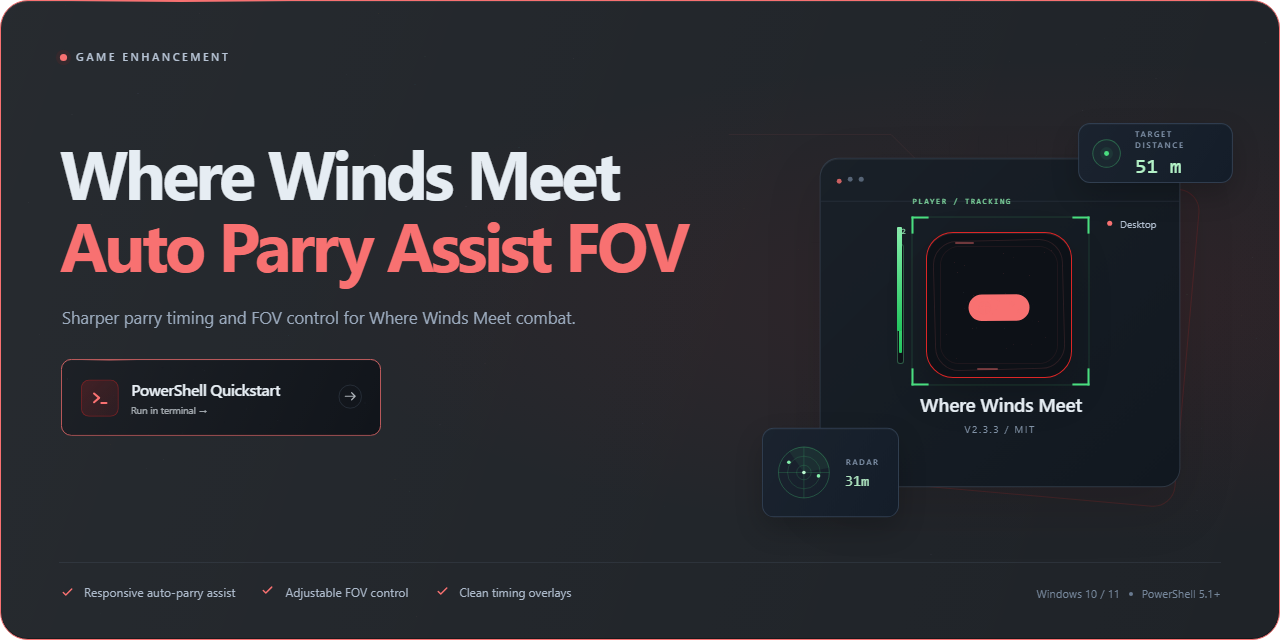 GAME ENHANCEMENT
Where Winds Meet
Auto Parry Assist FOV
Sharper parry timing and FOV control for Where Winds Meet combat.
PowerShell Quickstart
Run in terminal →
TARGET
DISTANCE
51 m
PLAYER / TRACKING
Desktop
Where Winds Meet
V2.3.3 / MIT
RADAR
31m
Responsive auto-parry assist
Adjustable FOV control
Clean timing overlays
Windows 10 / 11 • PowerShell 5.1+